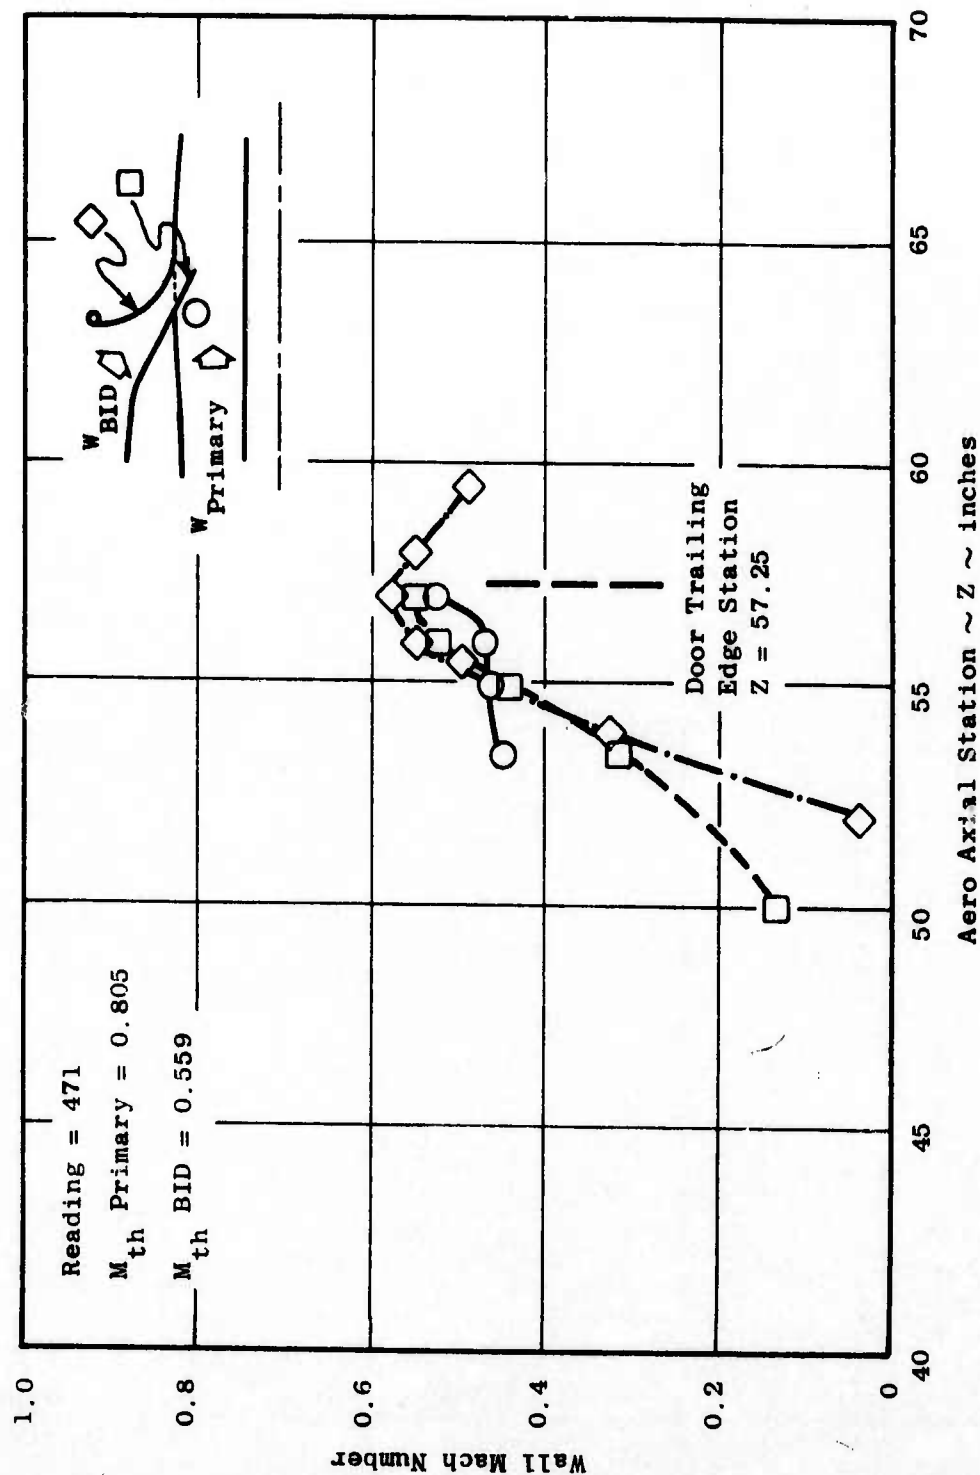 Reading = 471
M_th Primary = 0.805
M_th BID = 0.559
W_BID
W_Primary
Door Trailing
Edge Station
Z = 57.25
1.0
0.8
0.6
0.4
0.2
0
Wall Mach Number
40
45
50
55
60
65
70
Aero Axial Station ~ Z ~ inches